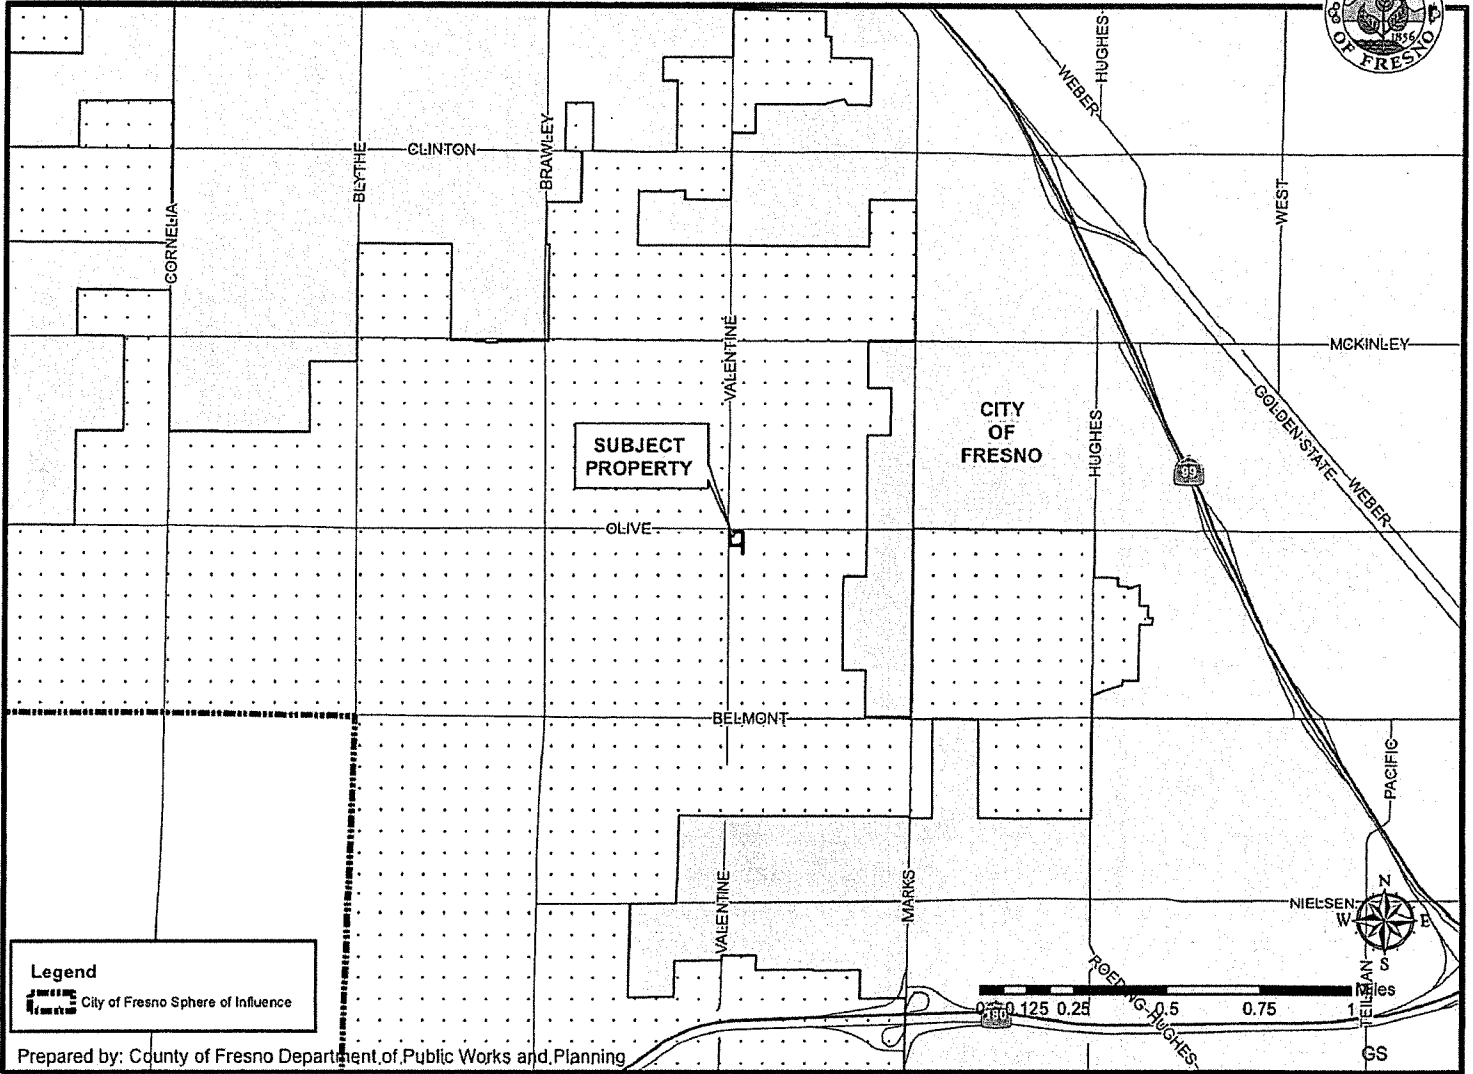 1856
OF FRESNO
HUGHES
WEBER
CLINTON
BLYTHE
BRAWLEY
CORNELIA
WEST
VALENTINE
MCKINLEY
CITY
OF
FRESNO
HUGHES
GOLDEN STATE
WEBER
99
SUBJECT
PROPERTY
OLIVE
BELMONT
PACIFIC
VALENTINE
MARKS
NIELSEN
N
W
E
S
TEILMAN
ROEDING
HUGHES
Legend
City of Fresno Sphere of Influence
0 0.125 0.25 0.5 0.75 1
Miles
180
GS
Prepared by: County of Fresno Department of Public Works and Planning